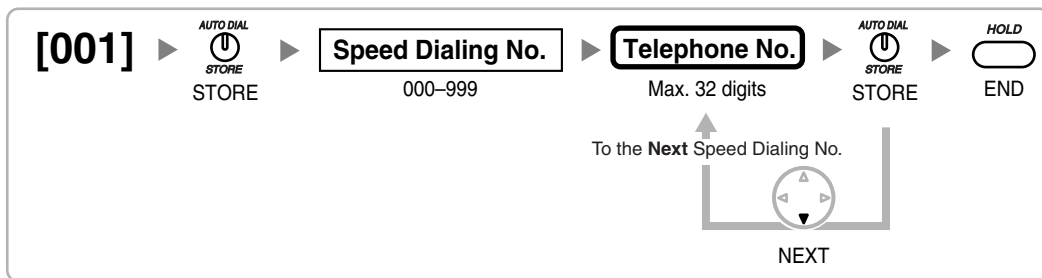 [001]
AUTO DIAL
STORE
STORE
Speed Dialing No.
000–999
Telephone No.
Max. 32 digits
AUTO DIAL
STORE
STORE
HOLD
END
To the Next Speed Dialing No.
NEXT